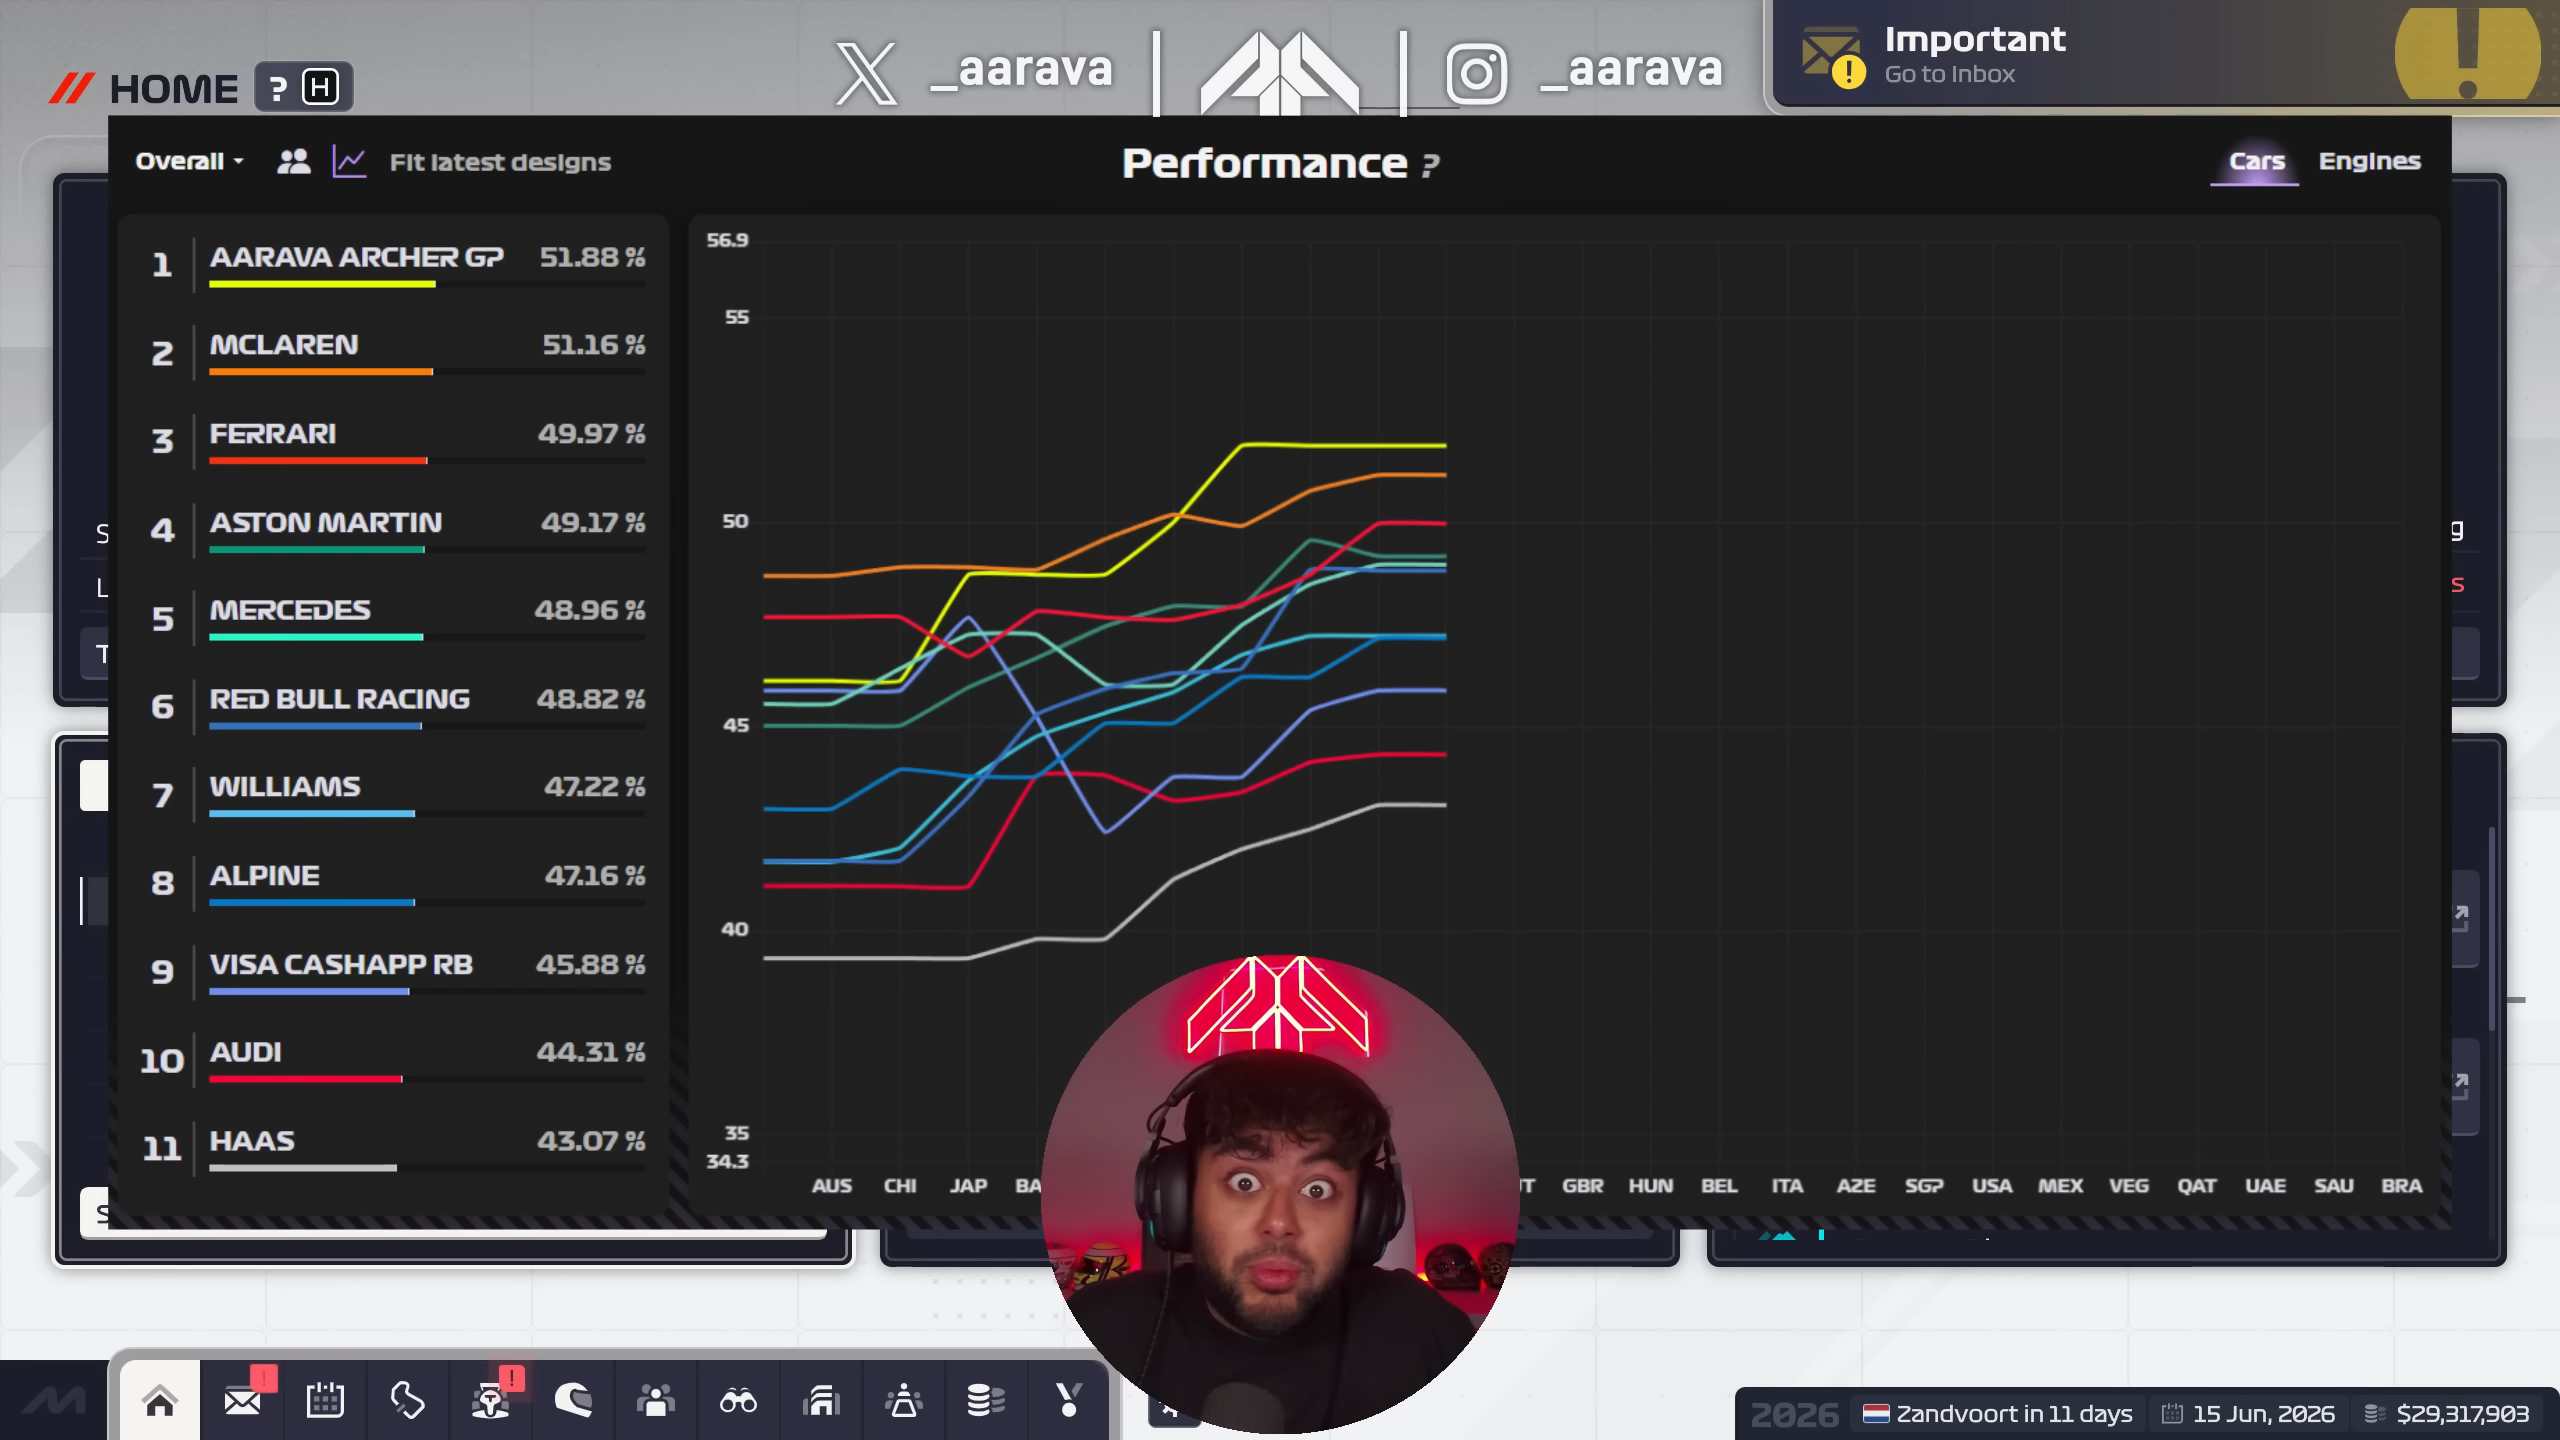 HOME ? H
_aarava
_aarava
Important
Go to Inbox
Overall
Fit latest designs
Performance ?
Cars
Engines
1 AARAVA ARCHER GP 51.88 %
2 MCLAREN 51.16 %
3 FERRARI 49.97 %
4 ASTON MARTIN 49.17 %
5 MERCEDES 48.96 %
6 RED BULL RACING 48.82 %
7 WILLIAMS 47.22 %
8 ALPINE 47.16 %
9 VISA CASHAPP RB 45.88 %
10 AUDI 44.31 %
11 HAAS 43.07 %
56.9
55
50
45
40
35
34.3
AUS CHI JAP BA GBR HUN BEL ITA AZE SGP USA MEX VEG QAT UAE SAU BRA
2026 Zandvoort in 11 days 15 Jun, 2026 $29,317,903